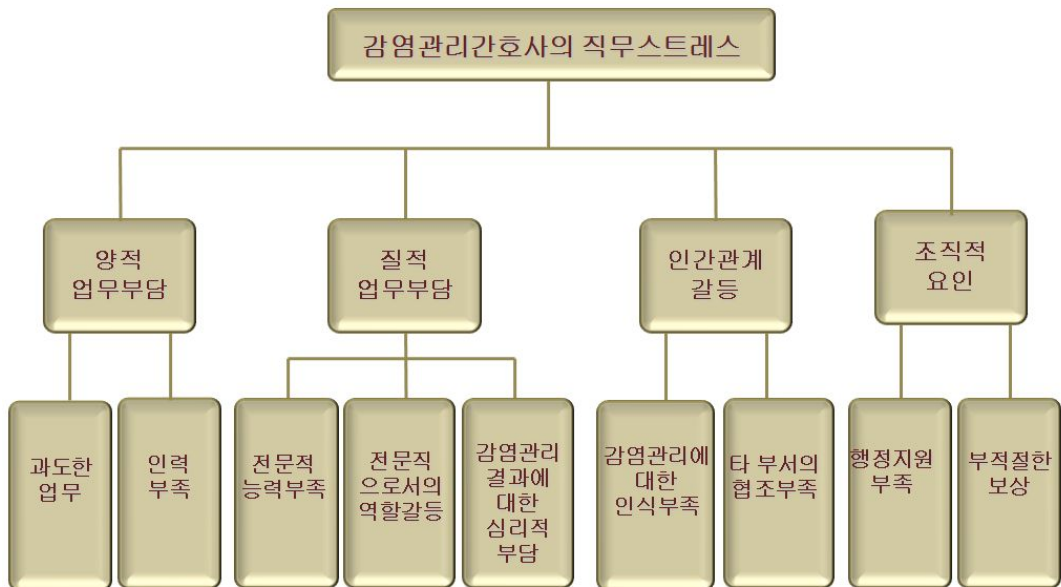 감염관리간호사의 직무스트레스
양적
업무부담
질적
업무부담
인간관계
갈등
조직적
요인
과도한
업무
인력
부족
전문적
능력부족
전문직
으로서의
역할갈등
감염관리
결과에
대한
심리적
부담
감염관리에
대한
인식부족
타 부서의
협조부족
행정지원
부족
부적절한
보상